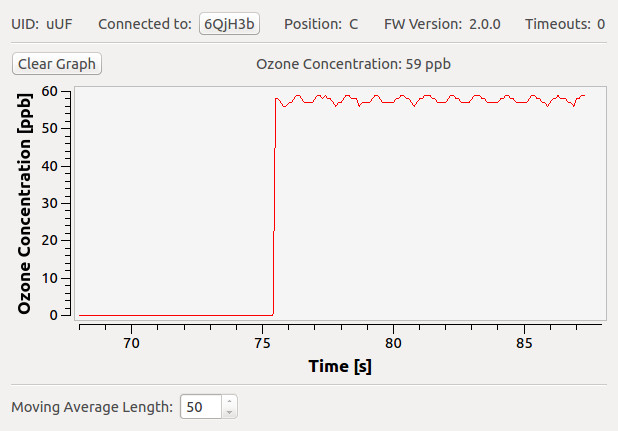 UID: uUF Connected to: 6QjH3b Position: C FW Version: 2.0.0 Timeouts: 0
Clear Graph Ozone Concentration: 59 ppb
Ozone Concentration [ppb]
60
50
40
30
20
10
0
70 75 80 85
Time [s]
Moving Average Length: 50